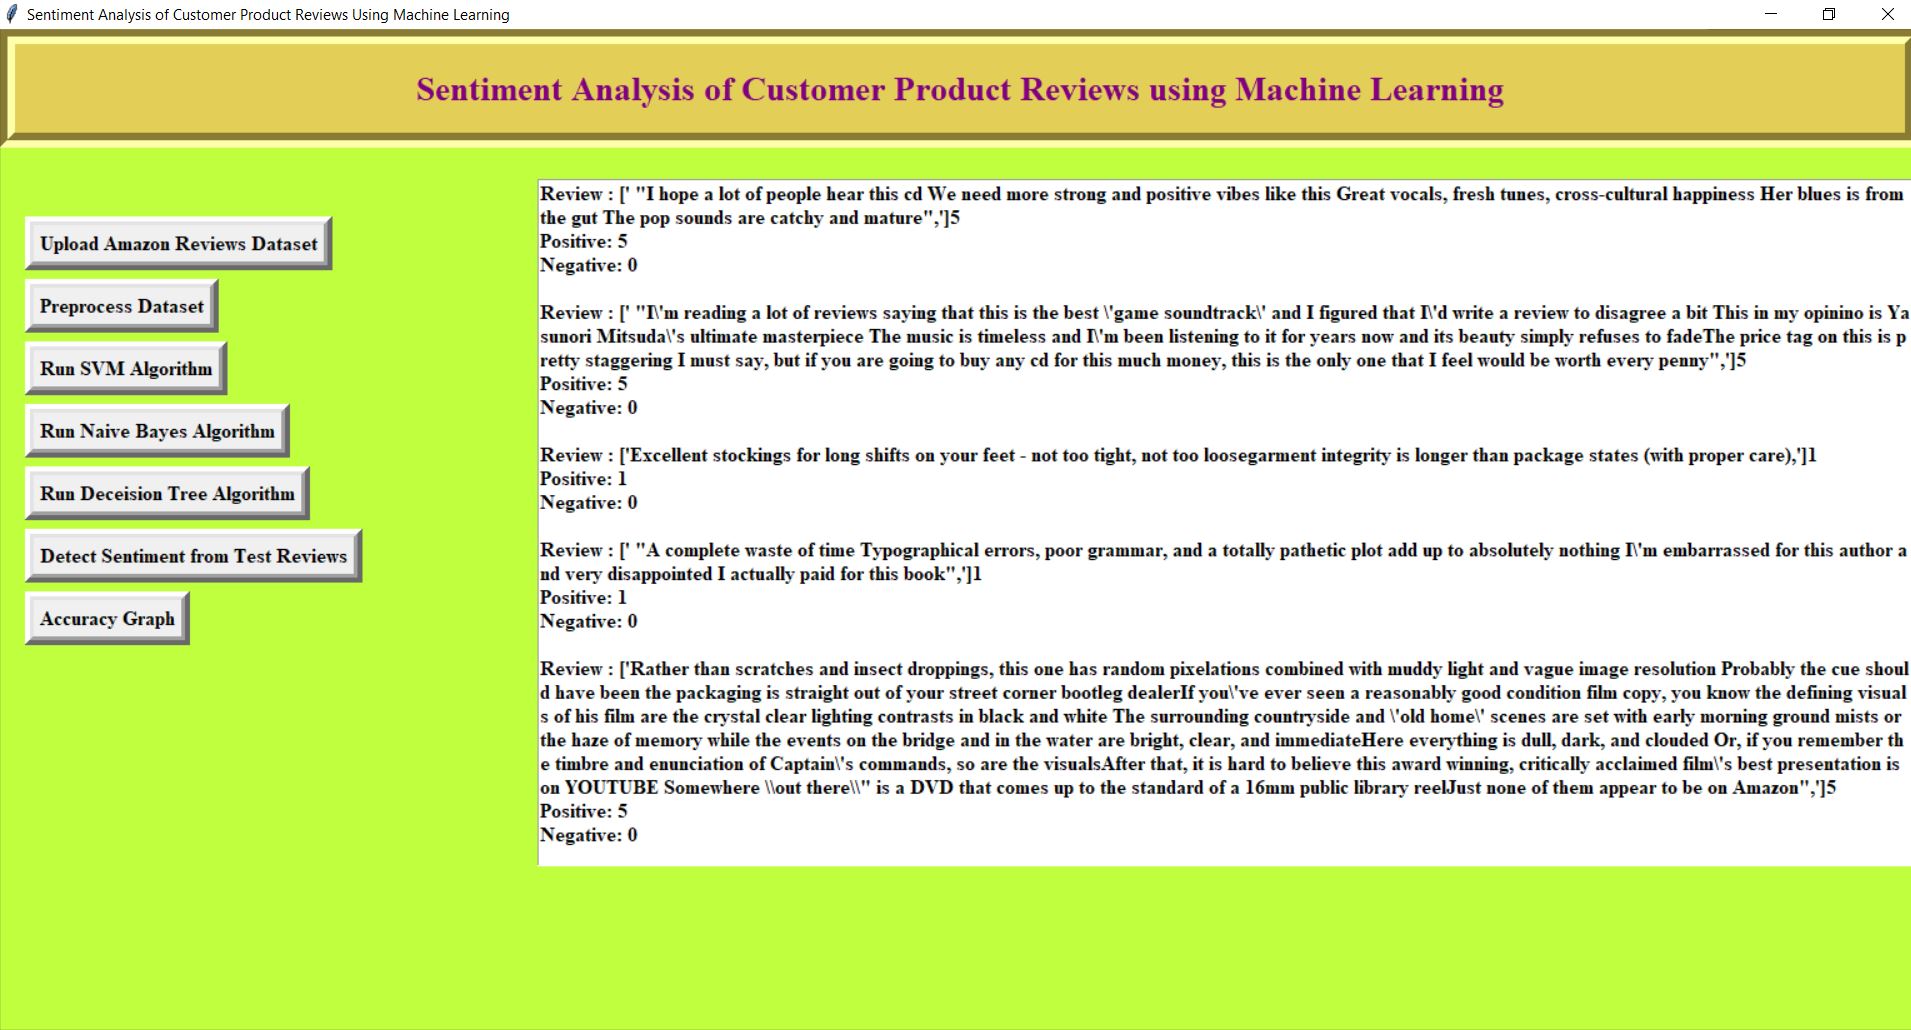 Sentiment Analysis of Customer Product Reviews Using Machine Learning
Sentiment Analysis of Customer Product Reviews using Machine Learning
Upload Amazon Reviews Dataset
Preprocess Dataset
Run SVM Algorithm
Run Naive Bayes Algorithm
Run Deceision Tree Algorithm
Detect Sentiment from Test Reviews
Accuracy Graph
Review : [' "I hope a lot of people hear this cd We need more strong and positive vibes like this Great vocals, fresh tunes, cross-cultural happiness Her blues is from
the gut The pop sounds are catchy and mature",']5
Positive: 5
Negative: 0
Review : [' "I\'m reading a lot of reviews saying that this is the best \'game soundtrack\' and I figured that I\'d write a review to disagree a bit This in my opinino is Ya
sunori Mitsuda\'s ultimate masterpiece The music is timeless and I\'m been listening to it for years now and its beauty simply refuses to fadeThe price tag on this is p
retty staggering I must say, but if you are going to buy any cd for this much money, this is the only one that I feel would be worth every penny",']5
Positive: 5
Negative: 0
Review : ['Excellent stockings for long shifts on your feet - not too tight, not too loosegarment integrity is longer than package states (with proper care),']1
Positive: 1
Negative: 0
Review : [' "A complete waste of time Typographical errors, poor grammar, and a totally pathetic plot add up to absolutely nothing I\'m embarrassed for this author a
nd very disappointed I actually paid for this book",']1
Positive: 1
Negative: 0
Review : ['Rather than scratches and insect droppings, this one has random pixelations combined with muddy light and vague image resolution Probably the cue shoul
d have been the packaging is straight out of your street corner bootleg dealerIf you\'ve ever seen a reasonably good condition film copy, you know the defining visual
s of his film are the crystal clear lighting contrasts in black and white The surrounding countryside and \'old home\' scenes are set with early morning ground mists or
the haze of memory while the events on the bridge and in the water are bright, clear, and immediateHere everything is dull, dark, and clouded Or, if you remember th
e timbre and enunciation of Captain\'s commands, so are the visualsAfter that, it is hard to believe this award winning, critically acclaimed film\'s best presentation is
on YOUTUBE Somewhere \\out there\\" is a DVD that comes up to the standard of a 16mm public library reelJust none of them appear to be on Amazon",']5
Positive: 5
Negative: 0